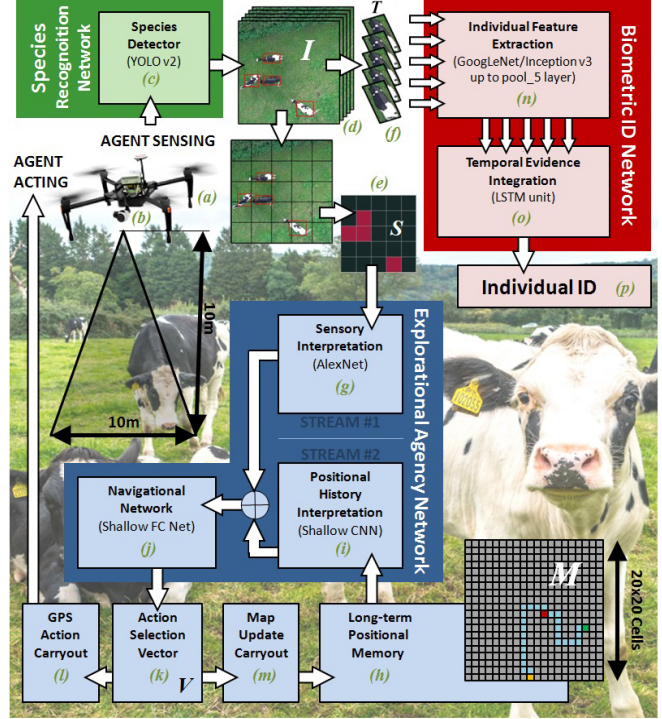 Species
Recognoition
Network
Species
Detector
(YOLO v2)
(c)
I
(d)
T
(f)
Individual Feature
Extraction
(GoogLeNet/Inception v3
up to pool_5 layer)
(n)
Biometric ID Network
Temporal Evidence
Integration
(LSTM unit)
(o)
Individual ID (p)
AGENT SENSING
AGENT
ACTING
(a)
(b)
(e)
S
10m
10m
Explorational Agency Network
Sensory
Interpretation
(AlexNet)
(g)
STREAM #1
STREAM #2
Positional
History
Interpretation
(Shallow CNN)
(i)
Navigational
Network
(Shallow FC Net)
(j)
GPS
Action
Carryout
(l)
Action
Selection
Vector
(k)
V
Map
Update
Carryout
(m)
Long-term
Positional
Memory
(h)
M
20x20 Cells